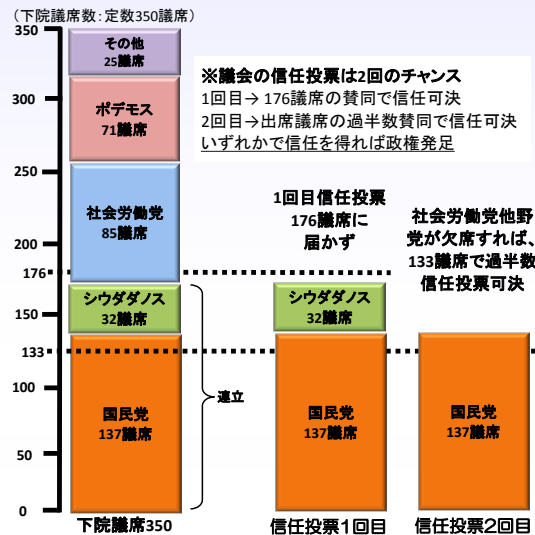 （下院議席数：定数350議席）
350
300
250
200
176
150
133
100
50
0
その他
25議席
ポデモス
71議席
社会労働党
85議席
シウダダノス
32議席
国民党
137議席
連立
下院議席350
※議会の信任投票は2回のチャンス
1回目→ 176議席の賛同で信任可決
2回目→出席議席の過半数賛同で信任可決
いずれかで信任を得れば政権発足
1回目信任投票
176議席に
届かず
シウダダノス
32議席
国民党
137議席
信任投票1回目
社会労働党他野
党が欠席すれば、
133議席で過半数
信任投票可決
国民党
137議席
信任投票2回目